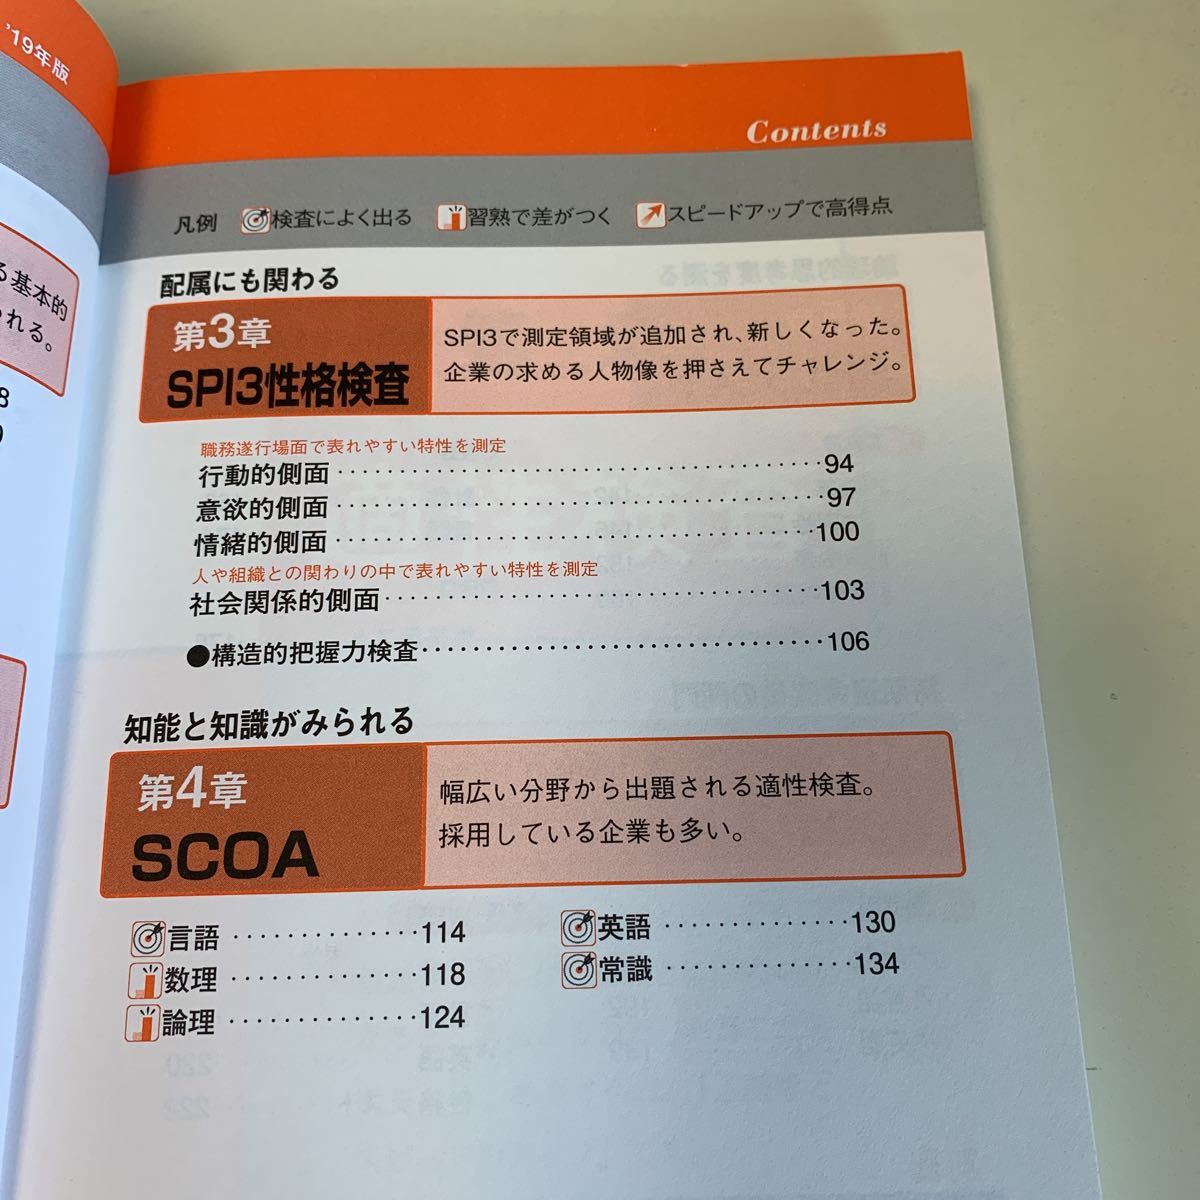 '19年版
る基本的
れる。
8
Contents
凡例 検査によく出る 習熟で差がつく スピードアップで高得点
配属にも関わる
第3章
SPI3性格検査
SPI3で測定領域が追加され、新しくなった。
企業の求める人物像を押さえてチャレンジ。
職務遂行場面で表れやすい特性を測定
行動的側面 94
意欲的側面 97
情緒的側面 100
人や組織との関わりの中で表れやすい特性を測定
社会関係的側面 103
●構造的把握力検査 106
知能と知識がみられる
第4章
SCOA
幅広い分野から出題される適性検査。
採用している企業も多い。
言語 114
数理 118
論理 124
英語 130
常識 134